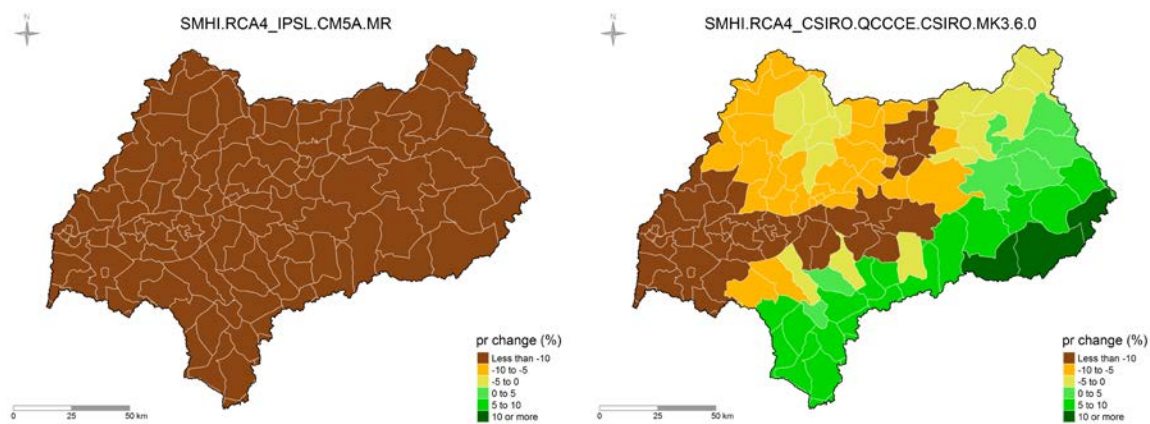 SMHI.RCA4_IPSL.CM5A.MR
pr change (%)
Less than -10
-10 to -5
-5 to 0
0 to 5
5 to 10
10 or more
0 25 50 km
SMHI.RCA4_CSIRO.QCCCE.CSIRO.MK3.6.0
pr change (%)
Less than -10
-10 to -5
-5 to 0
0 to 5
5 to 10
10 or more
0 25 50 km